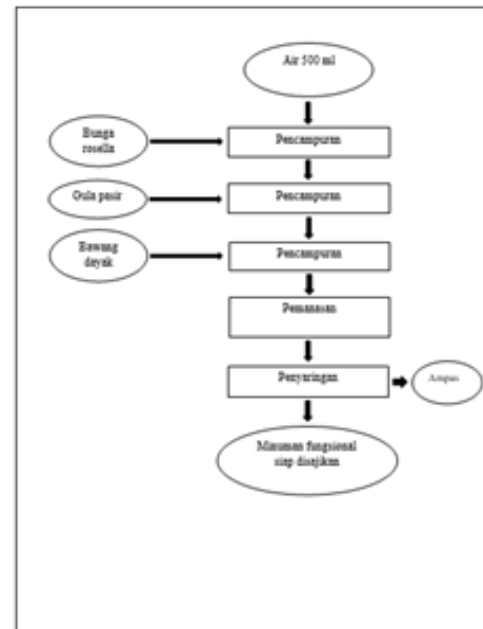 Air 500 ml
Bunga
rosella
Pencampuran
Gula pasir
Pencampuran
Bawang
dayak
Pencampuran
Pemanasan
Penyaringan
Ampas
Minuman fungsional
siap disajikan